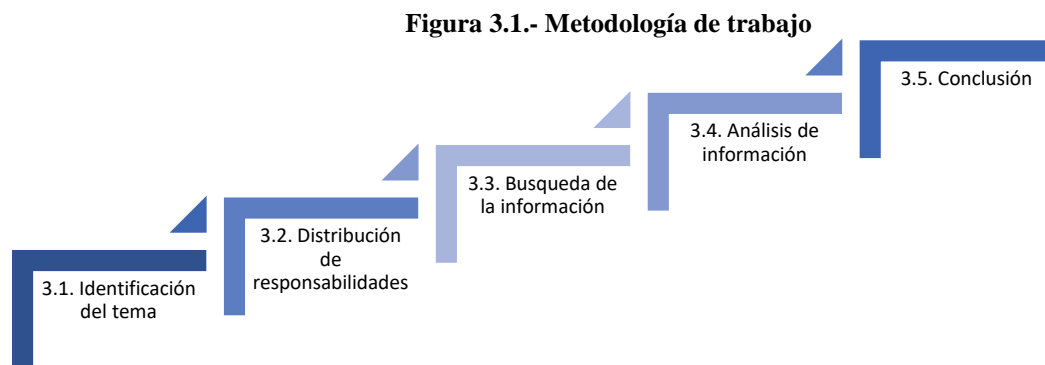 Figura 3.1.- Metodología de trabajo
3.1. Identificación
del tema
3.2. Distribución
de
responsabilidades
3.3. Busqueda de
la información
3.4. Análisis de
información
3.5. Conclusión